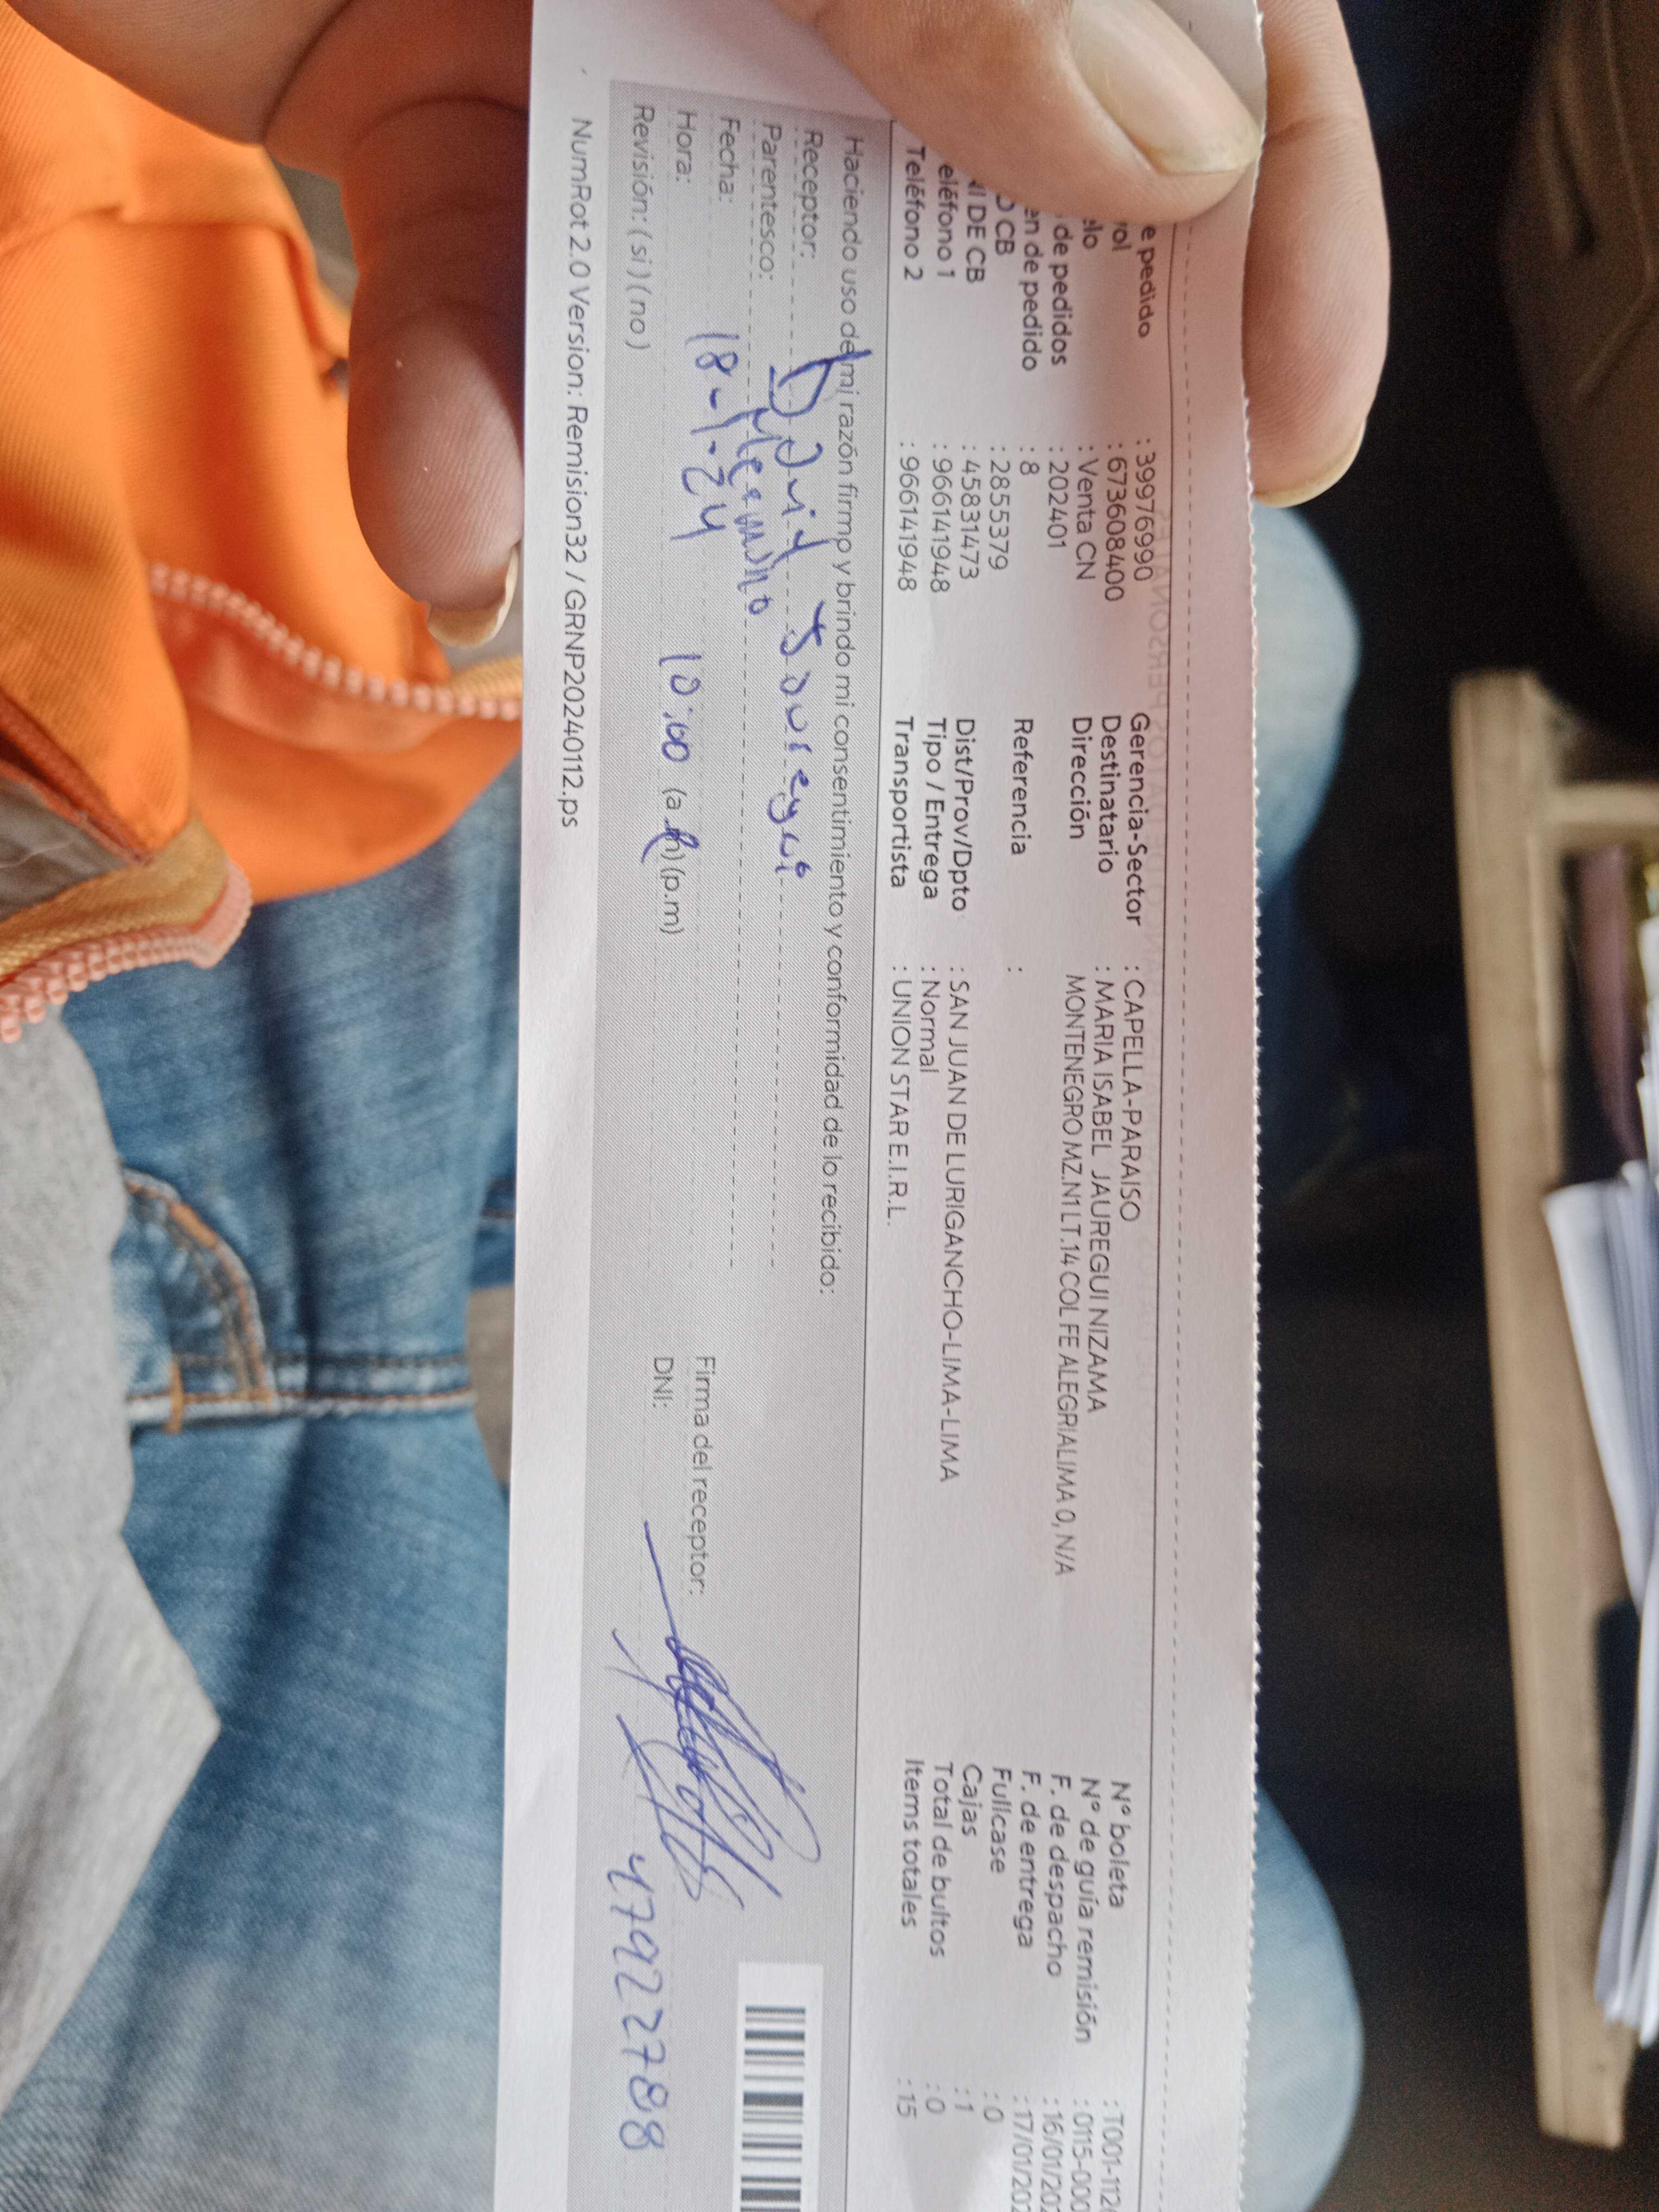 e pedido : 39976990 Gerencia-Sector : CAPELLA-PARAISO N° boleta : T001-112
rol : 673608400 Destinatario : MARIA ISABEL JAUREGUI NIZAMA N° de guía remisión : 0115-000
elo : Venta CN Dirección MONTENEGRO MZ.N1 LT.14 COL FE ALEGRIALIMA 0, N/A F. de despacho : 16/01/202
de pedidos : 202401 F. de entrega : 17/01/202
en de pedido : 8 Referencia : Fullcase : 0
O CB : 2855379 Cajas : 1
NI DE CB : 45831473 Dist/Prov/Dpto : SAN JUAN DE LURIGANCHO-LIMA-LIMA Total de bultos : 0
eléfono 1 : 966141948 Tipo / Entrega : Normal Items totales : 15
Teléfono 2 : 966141948 Transportista : UNION STAR E.I.R.L.
Haciendo uso de mi razón firmo y brindo mi consentimiento y conformidad de lo recibido:
Receptor: David Jauregui
Parentesco: Hermano
Fecha: 18-1-24 Firma del receptor:
Hora: 10:00 (a.m) (p.m) DNI: 47922788
Revisión: ( si ) ( no )
NumRot 2.0 Version: Remision32 / GRNP20240112.ps